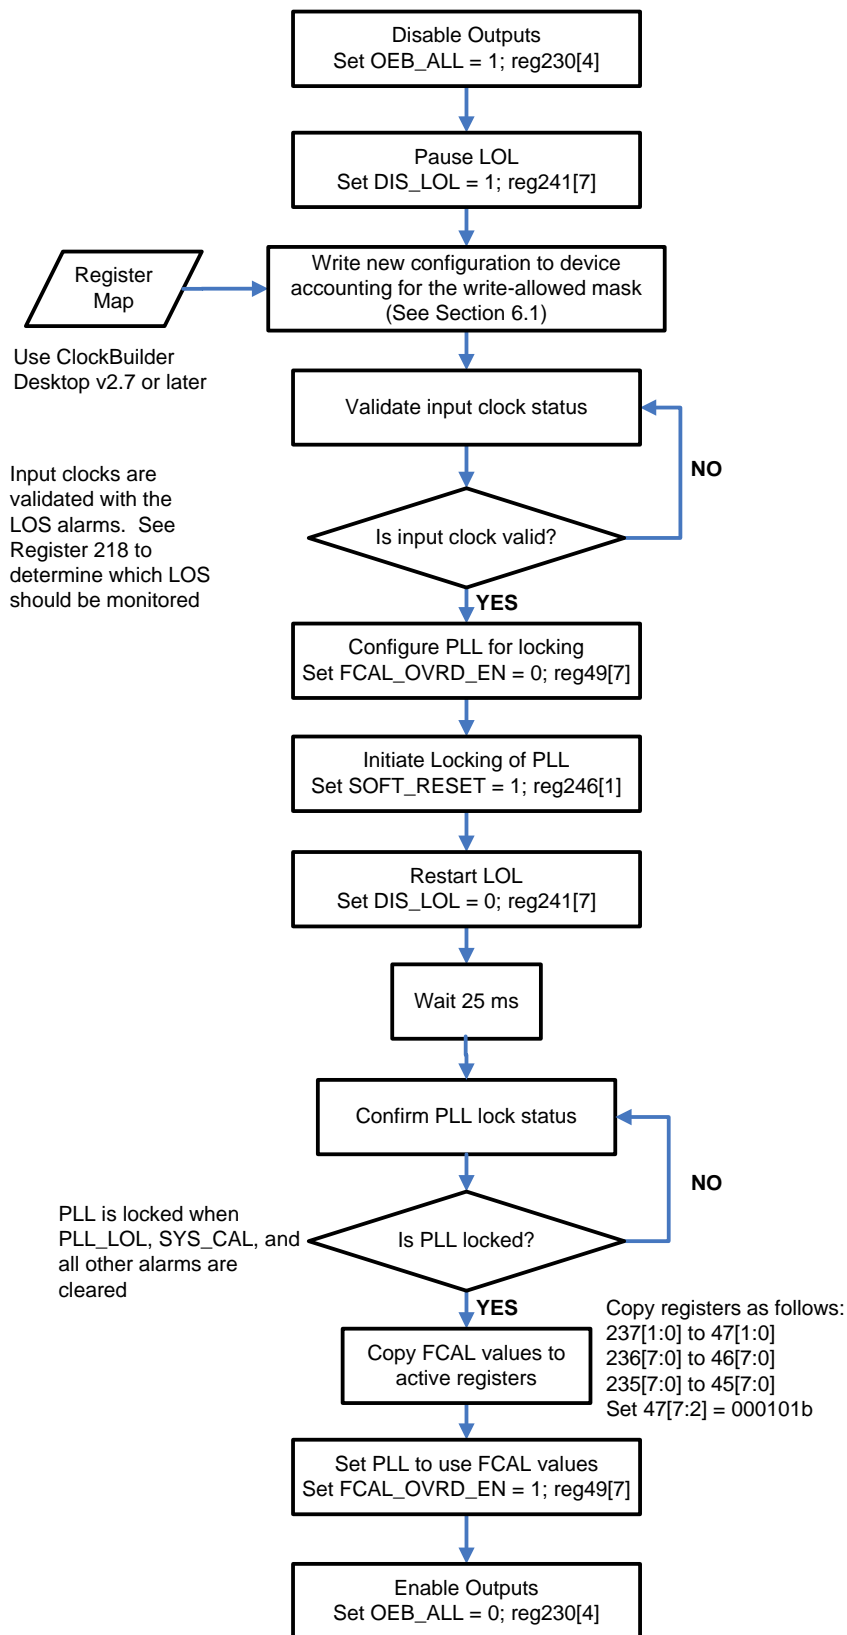 Disable Outputs
Set OEB_ALL = 1; reg230[4]
Pause LOL
Set DIS_LOL = 1; reg241[7]
Register
Map
Write new configuration to device
accounting for the write-allowed mask
(See Section 6.1)
Use ClockBuilder
Desktop v2.7 or later
Validate input clock status
NO
Input clocks are
validated with the
LOS alarms.  See
Register 218 to
determine which LOS
should be monitored
Is input clock valid?
YES
Configure PLL for locking
Set FCAL_OVRD_EN = 0; reg49[7]
Initiate Locking of PLL
Set SOFT_RESET = 1; reg246[1]
Restart LOL
Set DIS_LOL = 0; reg241[7]
Wait 25 ms
Confirm PLL lock status
NO
PLL is locked when
PLL_LOL, SYS_CAL, and
all other alarms are
cleared
Is PLL locked?
YES
Copy registers as follows:
237[1:0] to 47[1:0]
236[7:0] to 46[7:0]
235[7:0] to 45[7:0]
Set 47[7:2] = 000101b
Copy FCAL values to
active registers
Set PLL to use FCAL values
Set FCAL_OVRD_EN = 1; reg49[7]
Enable Outputs
Set OEB_ALL = 0; reg230[4]